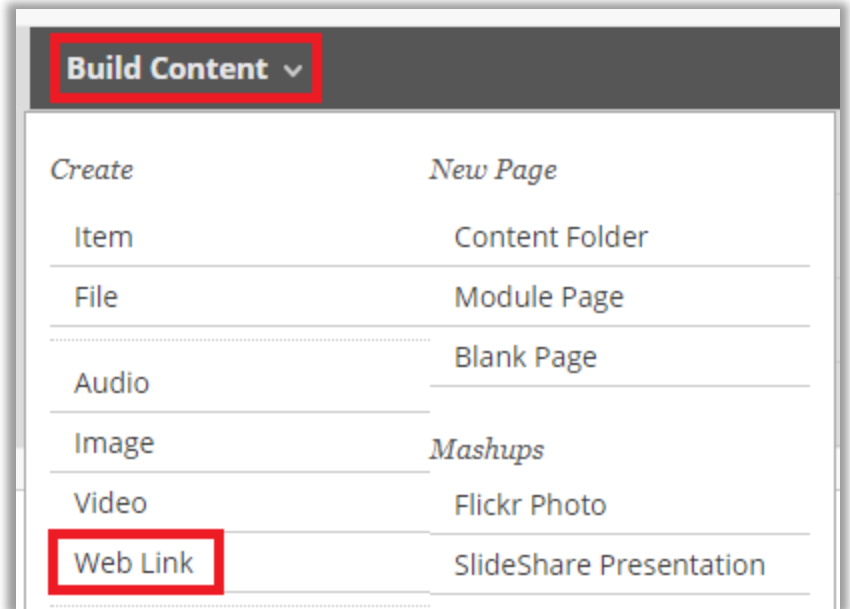 Build Content
Create
Item
File
Audio
Image
Video
Web Link
New Page
Content Folder
Module Page
Blank Page
Mashups
Flickr Photo
SlideShare Presentation